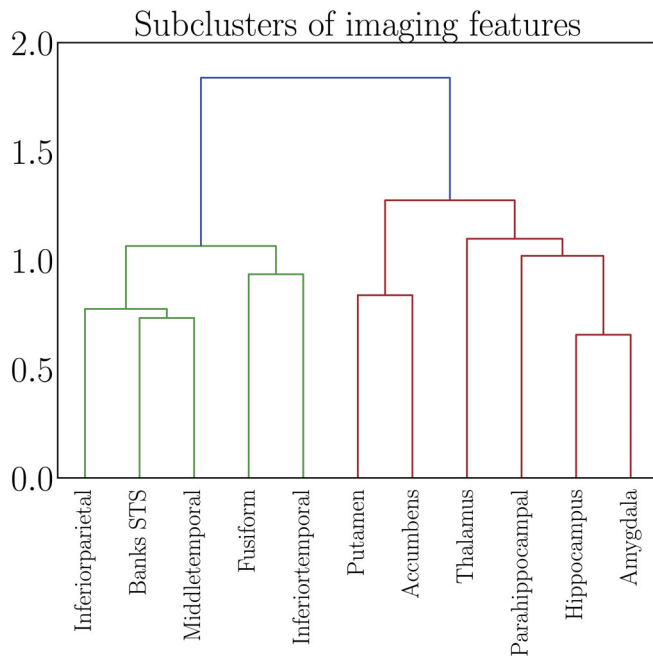 Subclusters of imaging features
2.0
1.5
1.0
0.5
0.0
Inferiorparietal
Banks STS
Middletemporal
Fusiform
Inferiortemporal
Putamen
Accumbens
Thalamus
Parahippocampal
Hippocampus
Amygdala